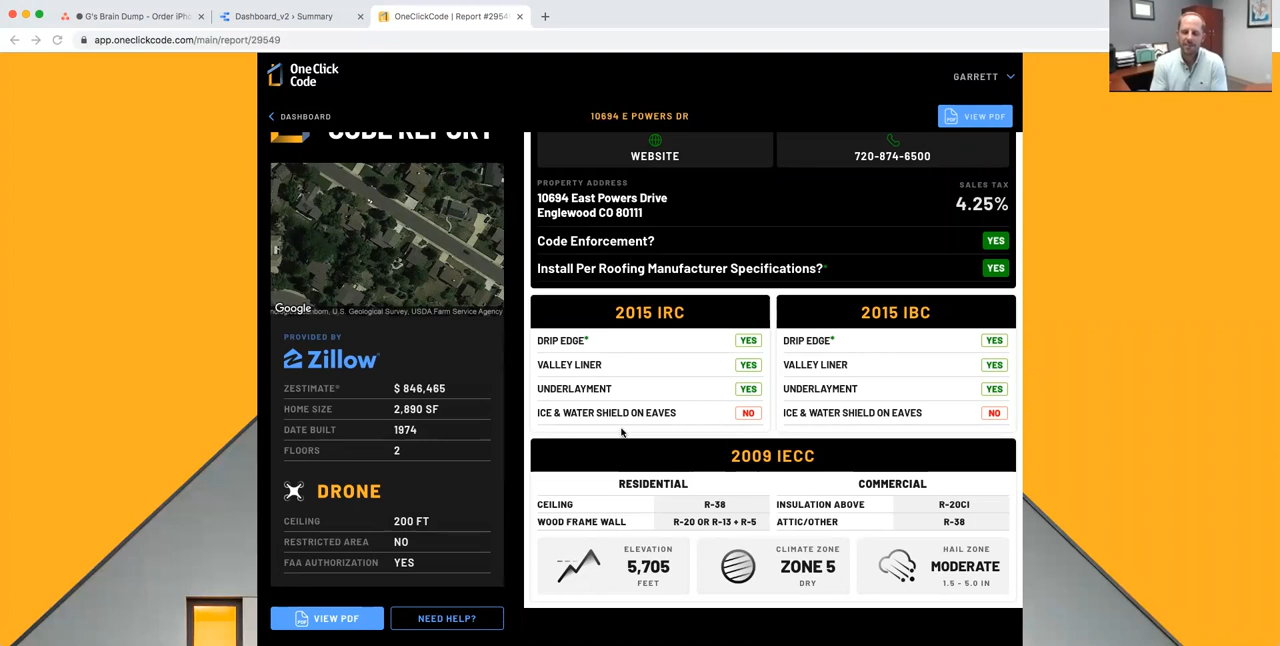 G's Brain Dump - Order iPho
Dashboard_v2 › Summary
OneClickCode | Report #2954
app.oneclickcode.com/main/report/29549
One Click
Code
GARRETT
DASHBOARD
10694 E POWERS DR
PDF VIEW PDF
CODE REPORT
WEBSITE
720-874-6500
PROPERTY ADDRESS
SALES TAX
10694 East Powers Drive
4.25%
Englewood CO 80111
Code Enforcement?
YES
Install Per Roofing Manufacturer Specifications?*
YES
Google
U.S. Geological Survey, USDA Farm Service Agency
2015 IRC
DRIP EDGE* YES
VALLEY LINER YES
UNDERLAYMENT YES
ICE & WATER SHIELD ON EAVES NO
2015 IBC
DRIP EDGE* YES
VALLEY LINER YES
UNDERLAYMENT YES
ICE & WATER SHIELD ON EAVES NO
PROVIDED BY
Zillow
ZESTIMATE® $ 846,465
HOME SIZE 2,890 SF
DATE BUILT 1974
FLOORS 2
DRONE
CEILING 200 FT
RESTRICTED AREA NO
FAA AUTHORIZATION YES
2009 IECC
RESIDENTIAL
CEILING R-38
WOOD FRAME WALL R-20 OR R-13 + R-5
COMMERCIAL
INSULATION ABOVE R-20CI
ATTIC/OTHER R-38
ELEVATION
5,705
FEET
CLIMATE ZONE
ZONE 5
DRY
HAIL ZONE
MODERATE
1.5 - 5.0 IN
PDF VIEW PDF
NEED HELP?